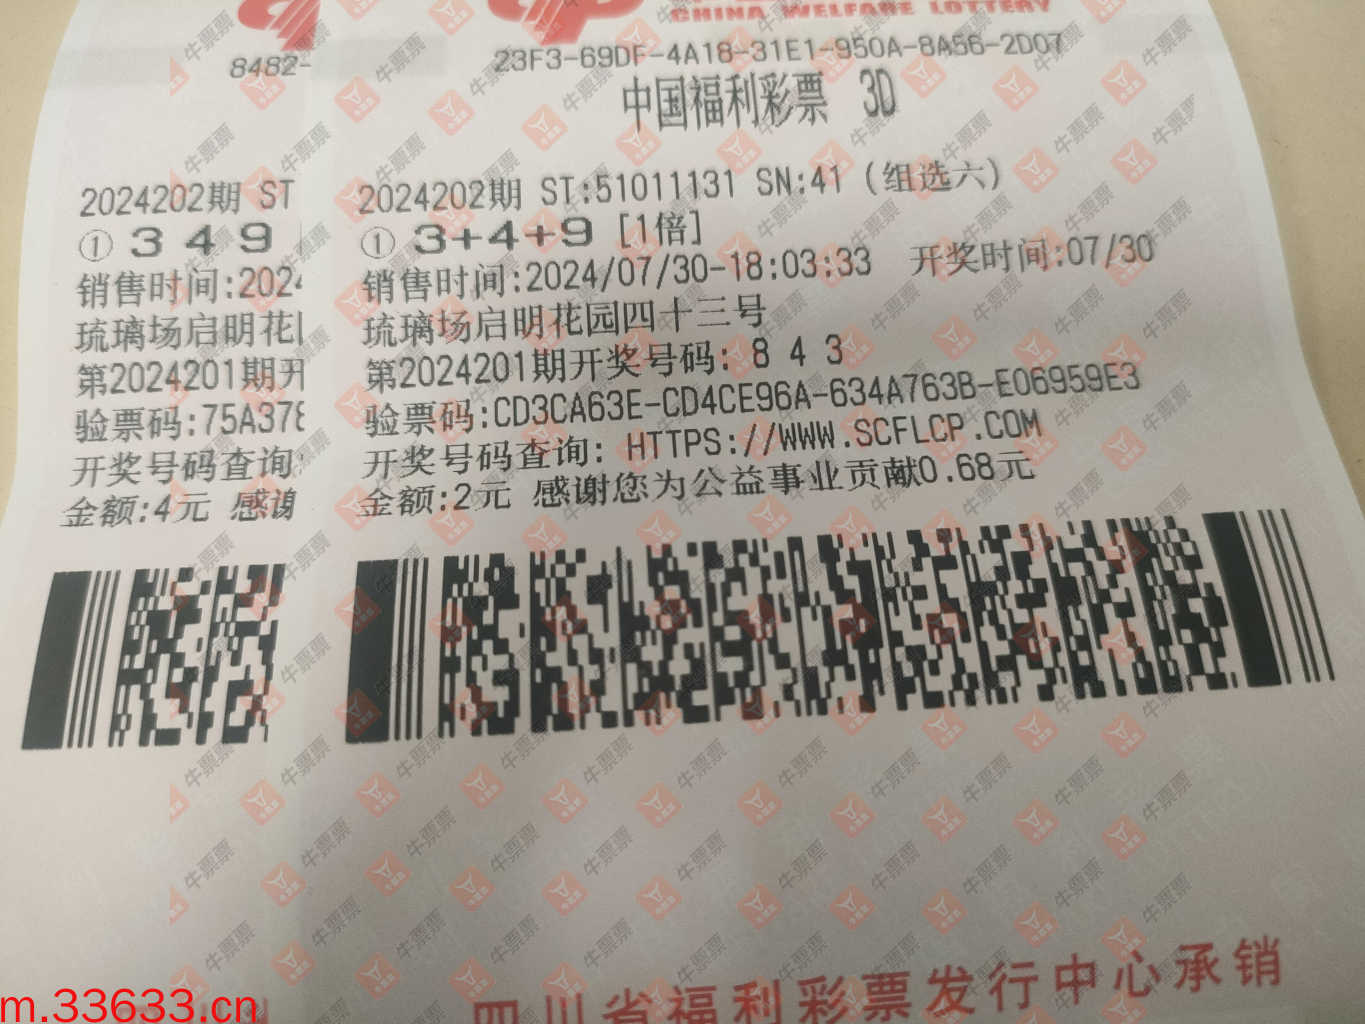 CHINA WELFARE LOTTERY
8482-
23F3-69DF-4A18-31E1-950A-8A56-2D07
中国福利彩票 3D
2024202期 ST
① 3 4 9
销售时间:2024
琉璃场启明花
第2024201期开
验票码:75A378
开奖号码查询
金额:4元 感谢
2024202期 ST:51011131 SN:41 (组选六)
① 3+4+9 [1倍]
销售时间:2024/07/30-18:03:33 开奖时间:07/30
琉璃场启明花园四十三号
第2024201期开奖号码: 8 4 3
验票码:CD3CA63E-CD4CE96A-634A763B-E06959E3
开奖号码查询: HTTPS://WWW.SCFLCP.COM
金额:2元 感谢您为公益事业贡献0.68元
四川省福利彩票发行中心承销
牛票票
m.33633.cn